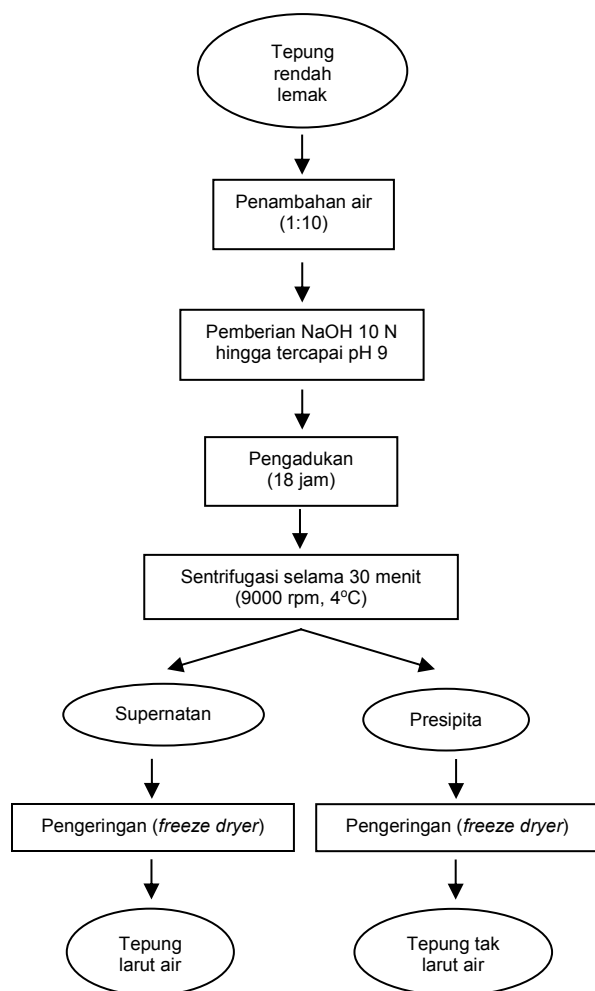 Tepung
rendah
lemak
Penambahan air
(1:10)
Pemberian NaOH 10 N
hingga tercapai pH 9
Pengadukan
(18 jam)
Sentrifugasi selama 30 menit
(9000 rpm, 4°C)
Supernatan
Presipita
Pengeringan (freeze dryer)
Pengeringan (freeze dryer)
Tepung
larut air
Tepung tak
larut air